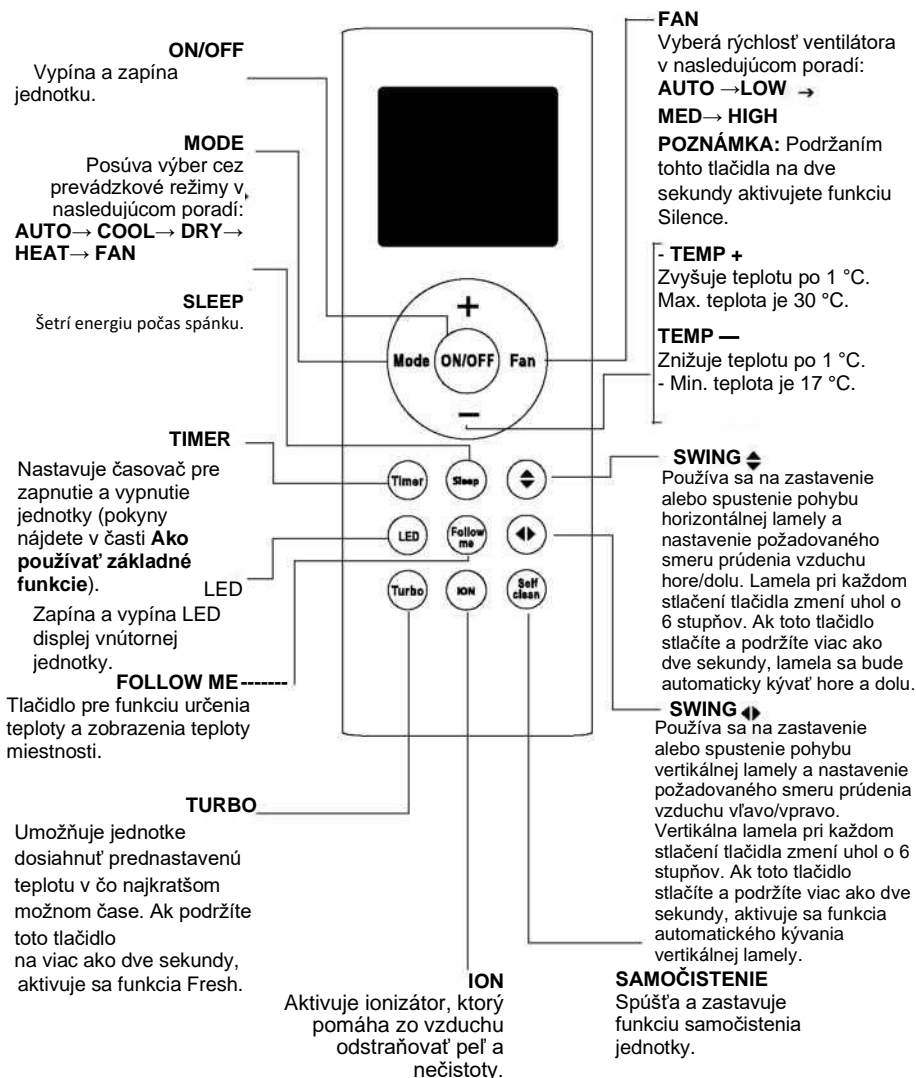 ON/OFF
Vypína a zapína
jednotku.
MODE
Posúva výber cez
prevádzkové režimy v
nasledujúcom poradí:
AUTO→ COOL→ DRY→
HEAT→ FAN
SLEEP
Šetrí energiu počas spánku.
TIMER
Nastavuje časovač pre
zapnutie a vypnutie
jednotky (pokyny
nájdete v časti Ako
používať základné
funkcie).
LED
Zapína a vypína LED
displej vnútornej
jednotky.
FOLLOW ME-------
Tlačidlo pre funkciu určenia
teploty a zobrazenia teploty
miestnosti.
TURBO
Umožňuje jednotke
dosiahnuť prednastavenú
teplotu v čo najkratšom
možnom čase. Ak podržíte
toto tlačidlo
na viac ako dve sekundy,
aktivuje sa funkcia Fresh.
+
Mode ON/OFF Fan
—
Timer Sleep
LED Follow me
Turbo ION Self clean
ION
Aktivuje ionizátor, ktorý
pomáha zo vzduchu
odstraňovať peľ a
nečistoty.
FAN
Vyberá rýchlosť ventilátora
v nasledujúcom poradí:
AUTO →LOW →
MED→ HIGH
POZNÁMKA: Podržaním
tohto tlačidla na dve
sekundy aktivujete funkciu
Silence.
- TEMP +
Zvyšuje teplotu po 1 °C.
Max. teplota je 30 °C.
TEMP —
Znižuje teplotu po 1 °C.
- Min. teplota je 17 °C.
SWING
Používa sa na zastavenie
alebo spustenie pohybu
horizontálnej lamely a
nastavenie požadovaného
smeru prúdenia vzduchu
hore/dolu. Lamela pri každom
stlačení tlačidla zmení uhol o
6 stupňov. Ak toto tlačidlo
stlačíte a podržíte viac ako
dve sekundy, lamela sa bude
automaticky kývať hore a dolu.
SWING
Používa sa na zastavenie
alebo spustenie pohybu
vertikálnej lamely a nastavenie
požadovaného smeru prúdenia
vzduchu vľavo/vpravo.
Vertikálna lamela pri každom
stlačení tlačidla zmení uhol o 6
stupňov. Ak toto tlačidlo
stlačíte a podržíte viac ako dve
sekundy, aktivuje sa funkcia
automatického kývania
vertikálnej lamely.
SAMOČISTENIE
Spúšťa a zastavuje
funkciu samočistenia
jednotky.